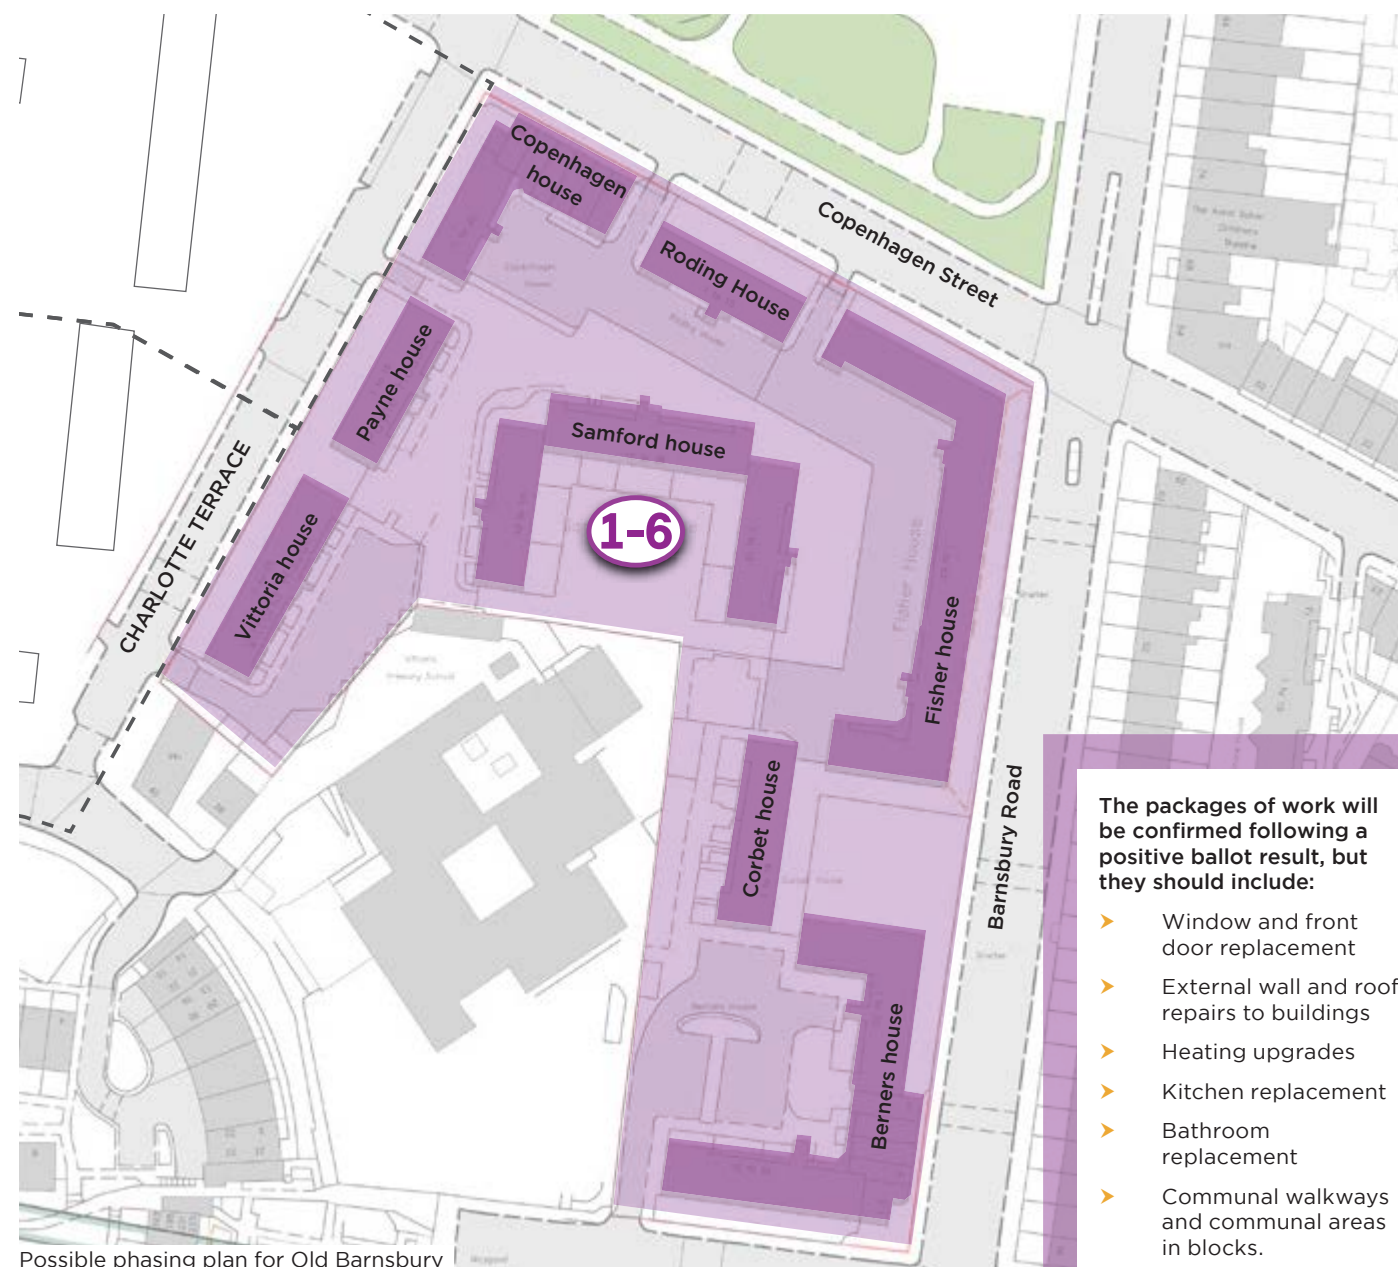 Copenhagen
house
Copenhagen Street
Roding House
Payne house
Samford house
CHARLOTTE TERRACE
1-6
Vittoria house
Fisher House
Fisher house
Corbet house
Barnsbury Road
Berners house
The packages of work will
be confirmed following a
positive ballot result, but
they should include:
Window and front
door replacement
External wall and roof
repairs to buildings
Heating upgrades
Kitchen replacement
Bathroom
replacement
Communal walkways
and communal areas
in blocks.
Possible phasing plan for Old Barnsbury